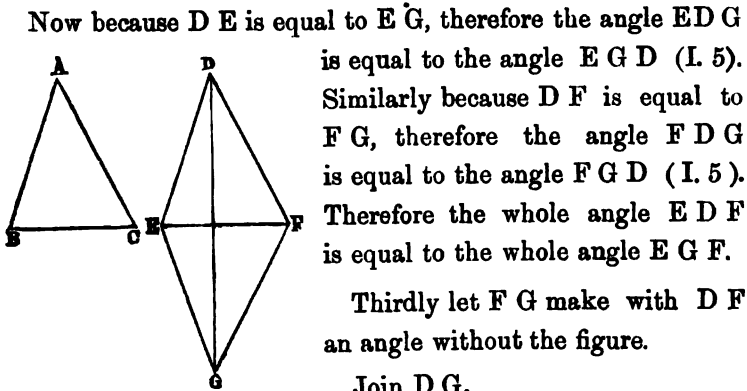 Now because D E is equal to E G, therefore the angle ED G
is equal to the angle E G D (I. 5).
Similarly because D F is equal to
F G, therefore the angle F D G
is equal to the angle F G D (I. 5).
Therefore the whole angle E D F
is equal to the whole angle E G F.
Thirdly let F G make with D F
an angle without the figure.
Join D G.
A
D
B
C
E
F
G